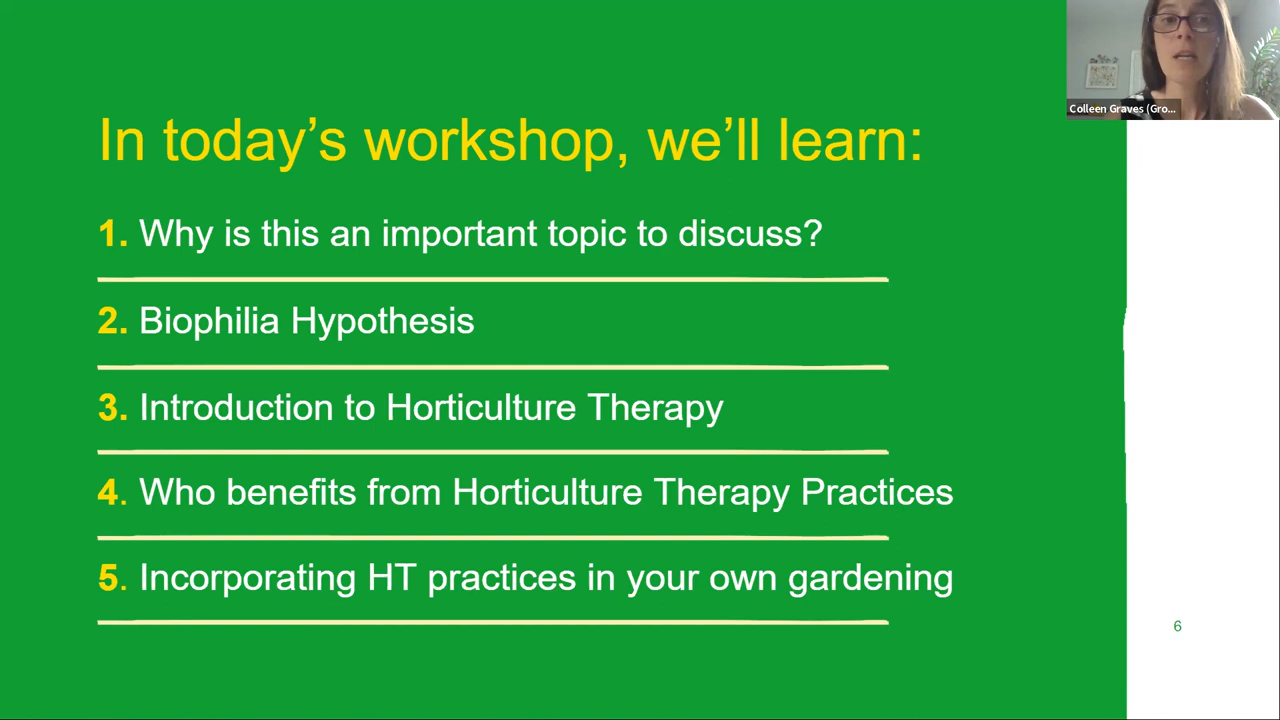 Colleen Graves (Gro...
In today’s workshop, we’ll learn:
1. Why is this an important topic to discuss?
2. Biophilia Hypothesis
3. Introduction to Horticulture Therapy
4. Who benefits from Horticulture Therapy Practices
5. Incorporating HT practices in your own gardening
6